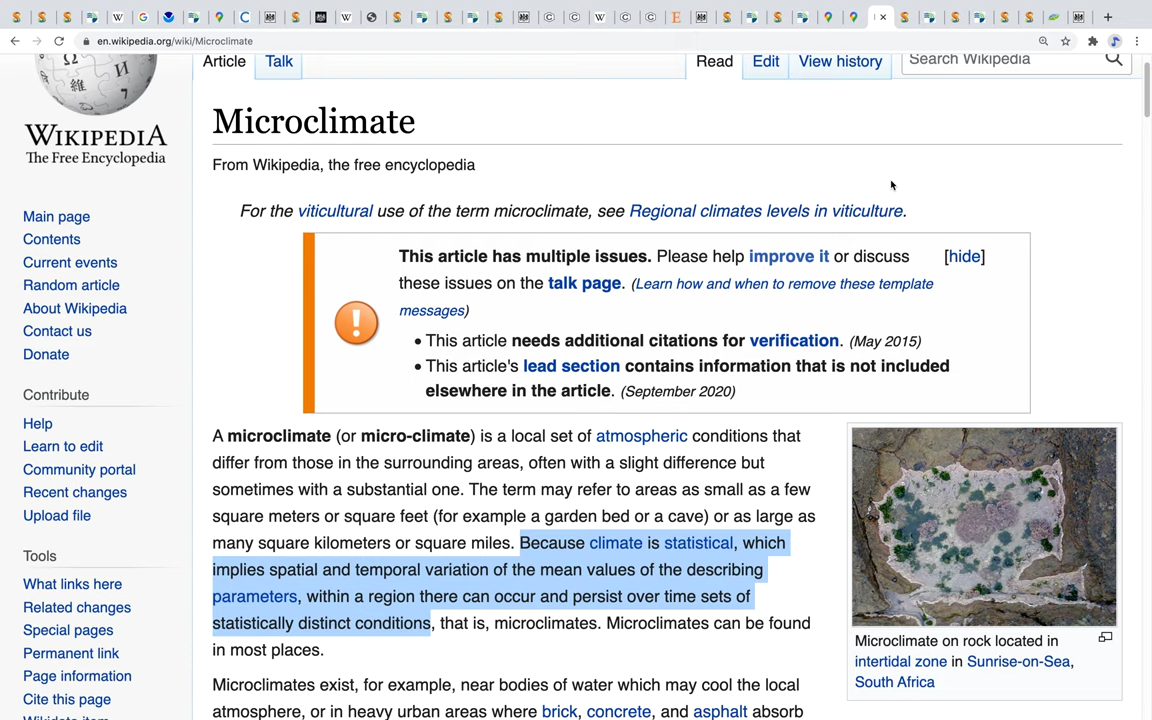 en.wikipedia.org/wiki/Microclimate
Article Talk Read Edit View history Search Wikipedia
WIKIPEDIA
The Free Encyclopedia
Main page
Contents
Current events
Random article
About Wikipedia
Contact us
Donate
Contribute
Help
Learn to edit
Community portal
Recent changes
Upload file
Tools
What links here
Related changes
Special pages
Permanent link
Page information
Cite this page
Wikidata item
Microclimate
From Wikipedia, the free encyclopedia
For the viticultural use of the term microclimate, see Regional climates levels in viticulture.
This article has multiple issues. Please help improve it or discuss [hide]
these issues on the talk page. (Learn how and when to remove these template
messages)
• This article needs additional citations for verification. (May 2015)
• This article's lead section contains information that is not included
elsewhere in the article. (September 2020)
A microclimate (or micro-climate) is a local set of atmospheric conditions that
differ from those in the surrounding areas, often with a slight difference but
sometimes with a substantial one. The term may refer to areas as small as a few
square meters or square feet (for example a garden bed or a cave) or as large as
many square kilometers or square miles. Because climate is statistical, which
implies spatial and temporal variation of the mean values of the describing
parameters, within a region there can occur and persist over time sets of
statistically distinct conditions, that is, microclimates. Microclimates can be found
in most places.
Microclimates exist, for example, near bodies of water which may cool the local
atmosphere, or in heavy urban areas where brick, concrete, and asphalt absorb
Microclimate on rock located in
intertidal zone in Sunrise-on-Sea,
South Africa